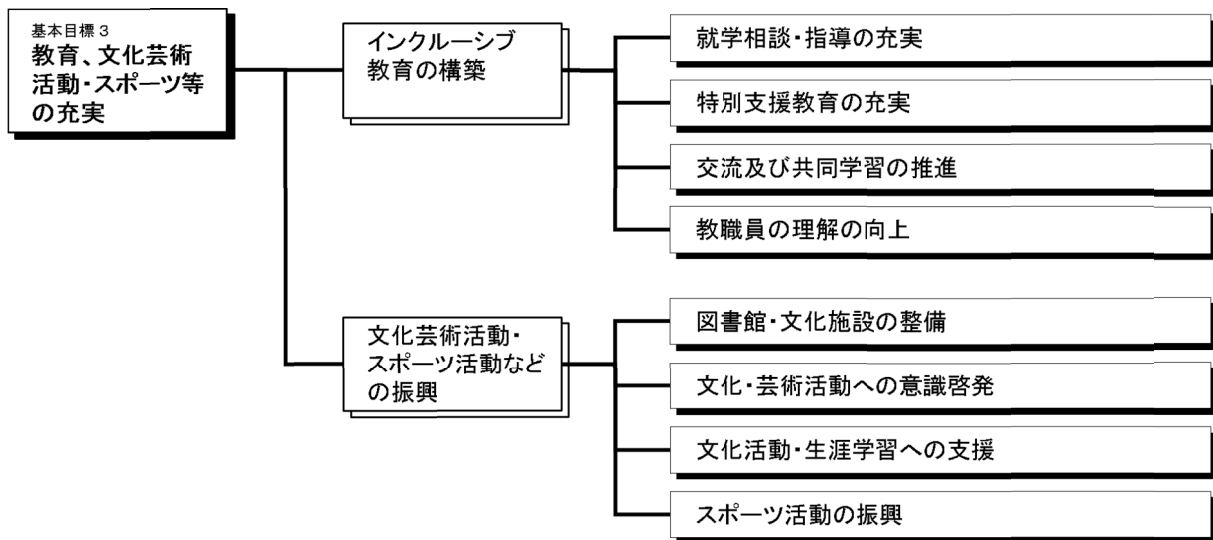 基本目標3
教育、文化芸術
活動・スポーツ等
の充実
インクルーシブ
教育の構築
就学相談・指導の充実
特別支援教育の充実
交流及び共同学習の推進
教職員の理解の向上
文化芸術活動・
スポーツ活動など
の振興
図書館・文化施設の整備
文化・芸術活動への意識啓発
文化活動・生涯学習への支援
スポーツ活動の振興